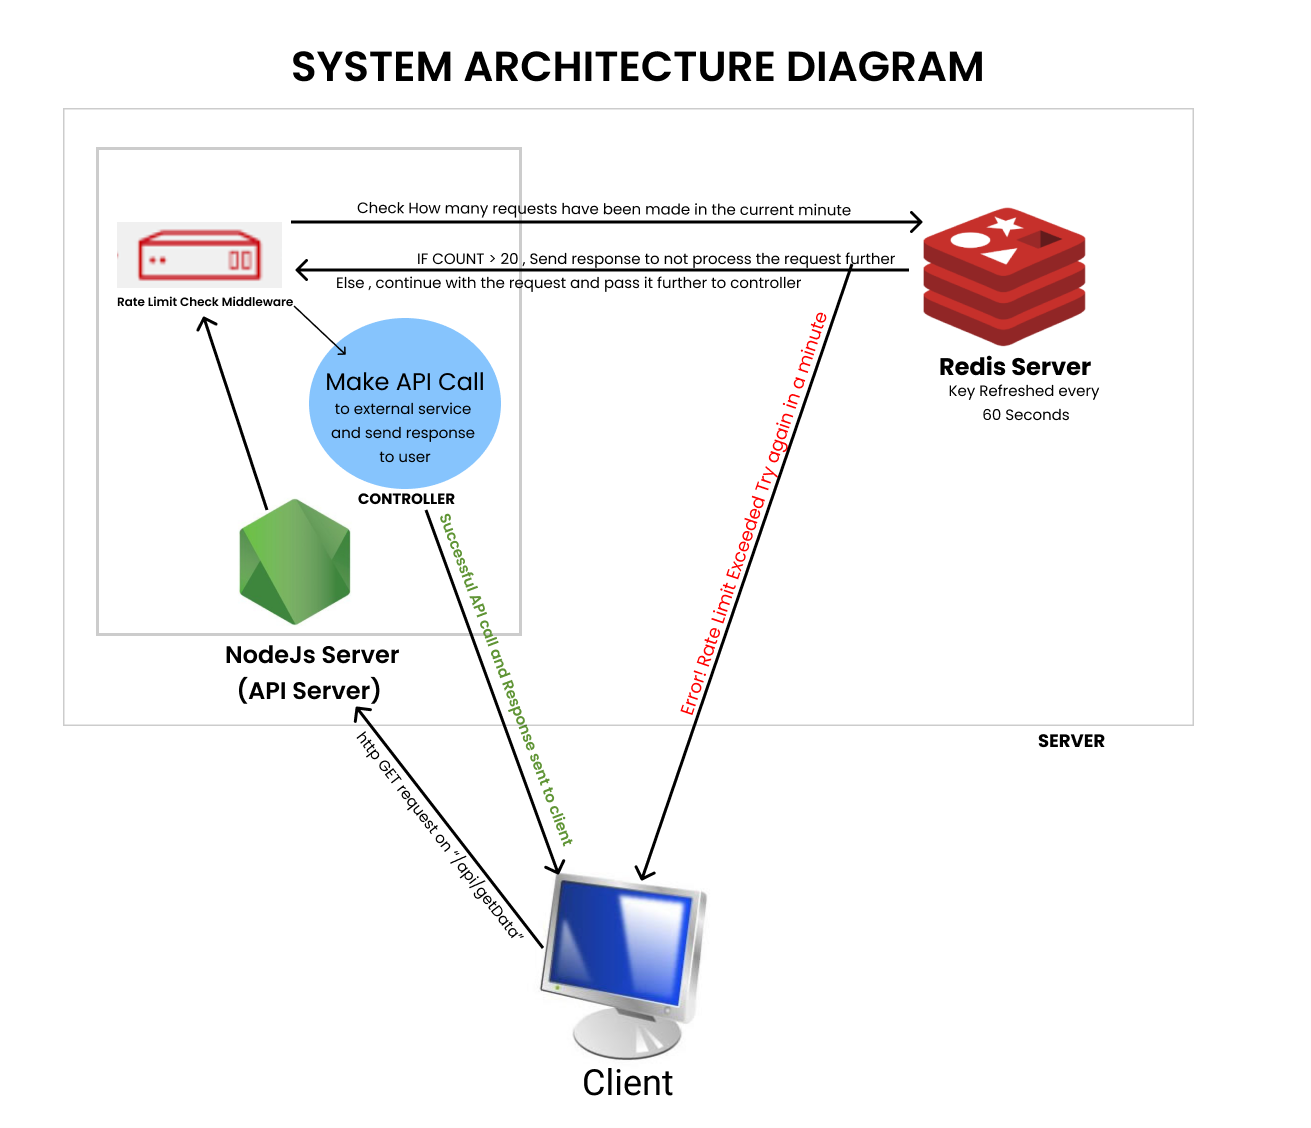 SYSTEM ARCHITECTURE DIAGRAM
Check How many requests have been made in the current minute
IF COUNT > 20 , Send response to not process the request further
Else , continue with the request and pass it further to controller
Rate Limit Check Middleware
Redis Server
Key Refreshed every
60 Seconds
Make API Call
to external service
and send response
to user
CONTROLLER
Error! Rate Limit Exceeded Try again in a minute
Successful API call and Response sent to client
NodeJs Server
(API Server)
SERVER
http GET request on “/api/getData”
Client